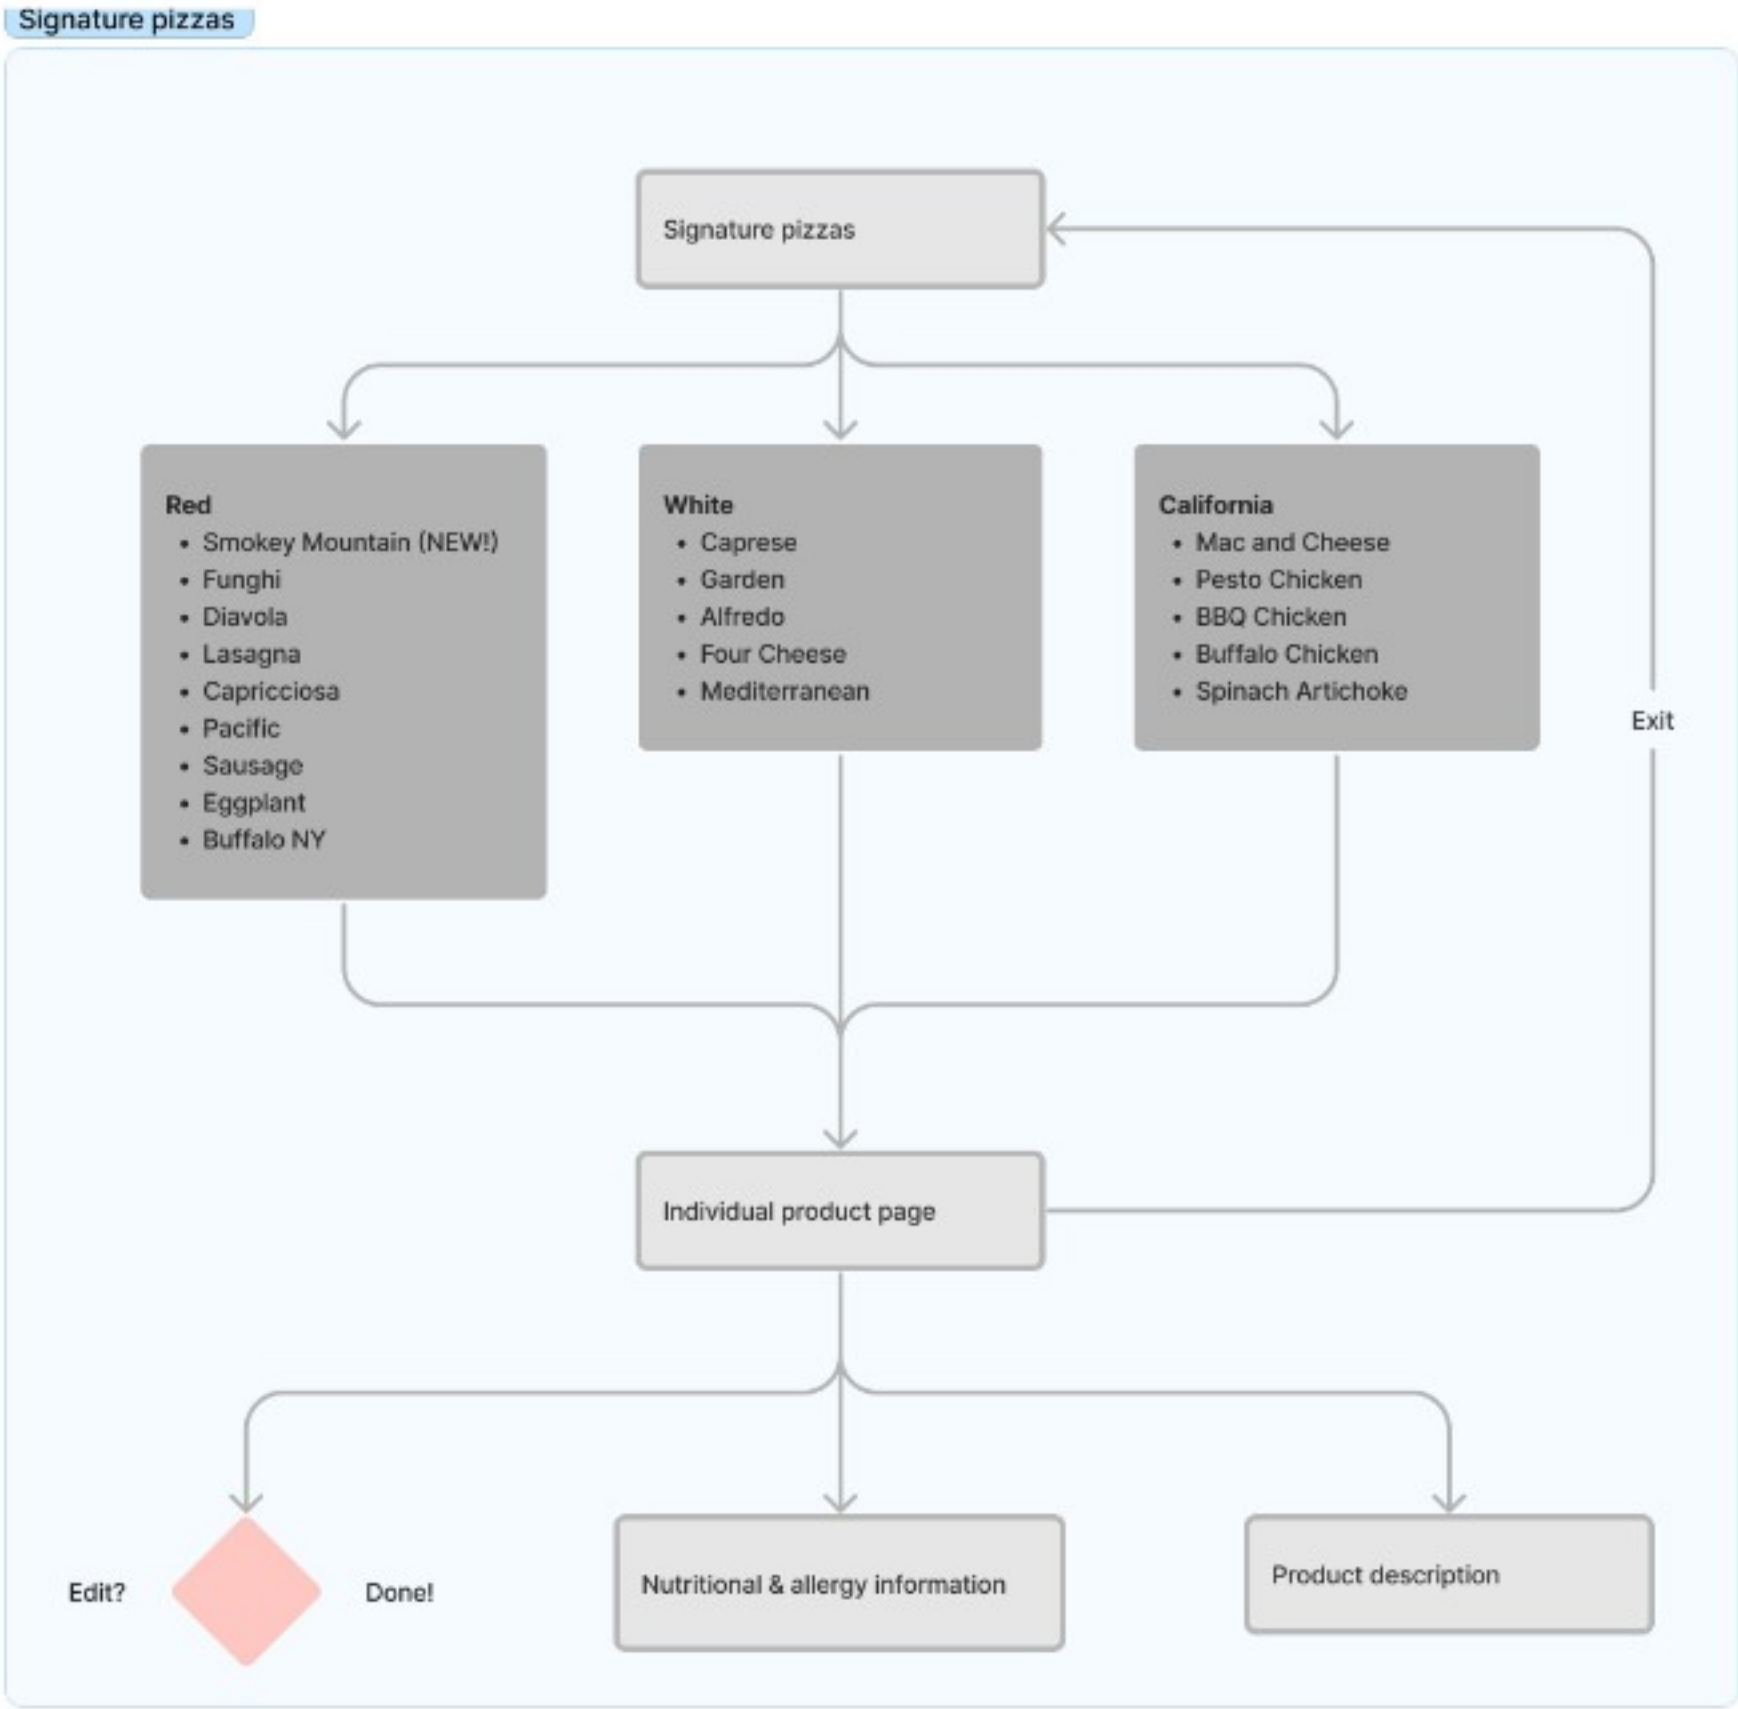 Signature pizzas
Signature pizzas
Red
• Smokey Mountain (NEW!)
• Funghi
• Diavola
• Lasagna
• Capricciosa
• Pacific
• Sausage
• Eggplant
• Buffalo NY
White
• Caprese
• Garden
• Alfredo
• Four Cheese
• Mediterranean
California
• Mac and Cheese
• Pesto Chicken
• BBQ Chicken
• Buffalo Chicken
• Spinach Artichoke
Exit
Individual product page
Edit?
Done!
Nutritional & allergy information
Product description